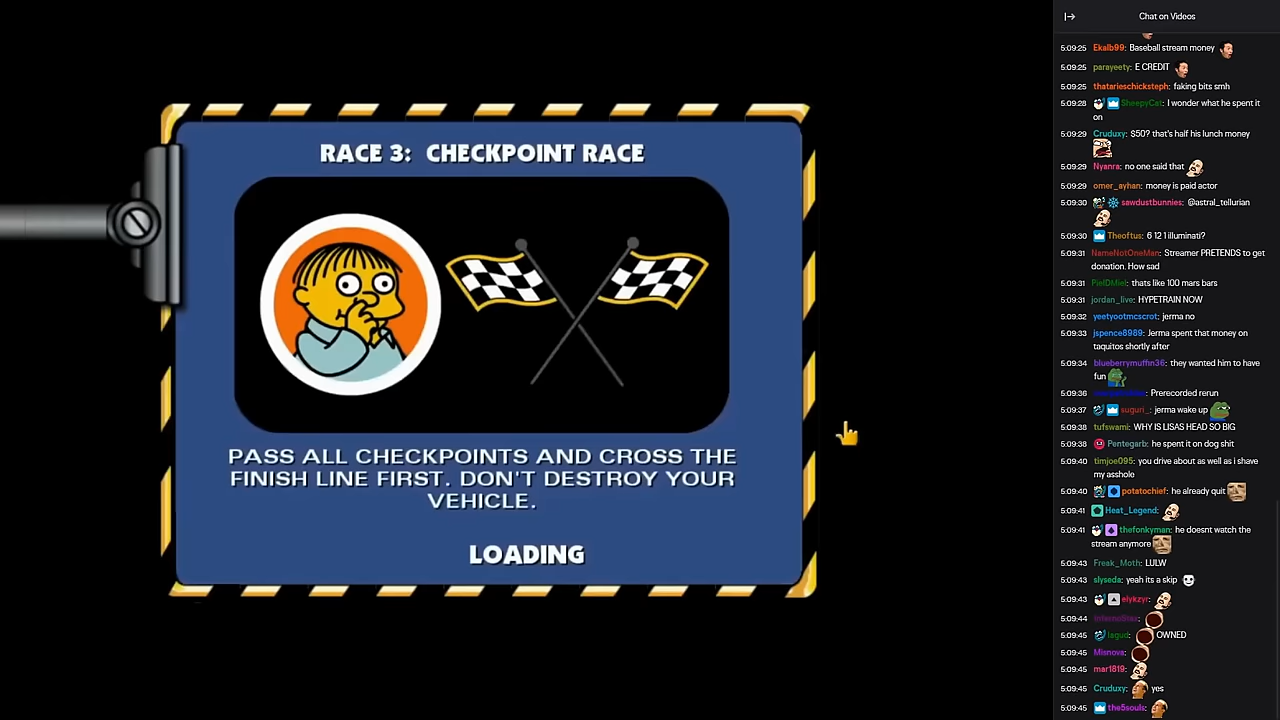 RACE 3: CHECKPOINT RACE
PASS ALL CHECKPOINTS AND CROSS THE
FINISH LINE FIRST. DON'T DESTROY YOUR
VEHICLE.
LOADING
Chat on Videos
5:09:25 Ekalb99: Baseball stream money
5:09:25 parayeety: E CREDIT
5:09:25 thatarieschicksteph: faking bits smh
5:09:28 SheepyCat: I wonder what he spent it
on
5:09:29 Cruduxy: $50? that's half his lunch money
5:09:29 Nyanra: no one said that
5:09:29 omer_ayhan: money is paid actor
5:09:30 sawdustbunnies: @astral_tellurian
5:09:30 Theoftus: 6 12 1 illuminati?
5:09:31 NameNotOneMan: Streamer PRETENDS to get
donation. How sad
5:09:31 PielDMiel: thats like 100 mars bars
5:09:31 jordan_live: HYPETRAIN NOW
5:09:32 yeetyootmcscrot: jerma no
5:09:33 jspence8989: Jerma spent that money on
taquitos shortly after
5:09:34 blueberrymuffin36: they wanted him to have
fun
5:09:36 : Prerecorded rerun
5:09:37 suguri_: jerma wake up
5:09:38 tufswami: WHY IS LISAS HEAD SO BIG
5:09:38 Pentegarb: he spent it on dog shit
5:09:40 timjoe095: you drive about as well as i shave
my asshole
5:09:40 potatochief: he already quit
5:09:41 Heat_Legend:
5:09:41 thefonkyman: he doesnt watch the
stream anymore
5:09:43 Freak_Moth: LULW
5:09:43 slyseda: yeah its a skip
5:09:43 elykzyr:
5:09:44
5:09:45 lagud: OWNED
5:09:45 Misnova:
5:09:45 mar1819:
5:09:45 Cruduxy: yes
5:09:45 the5souls: